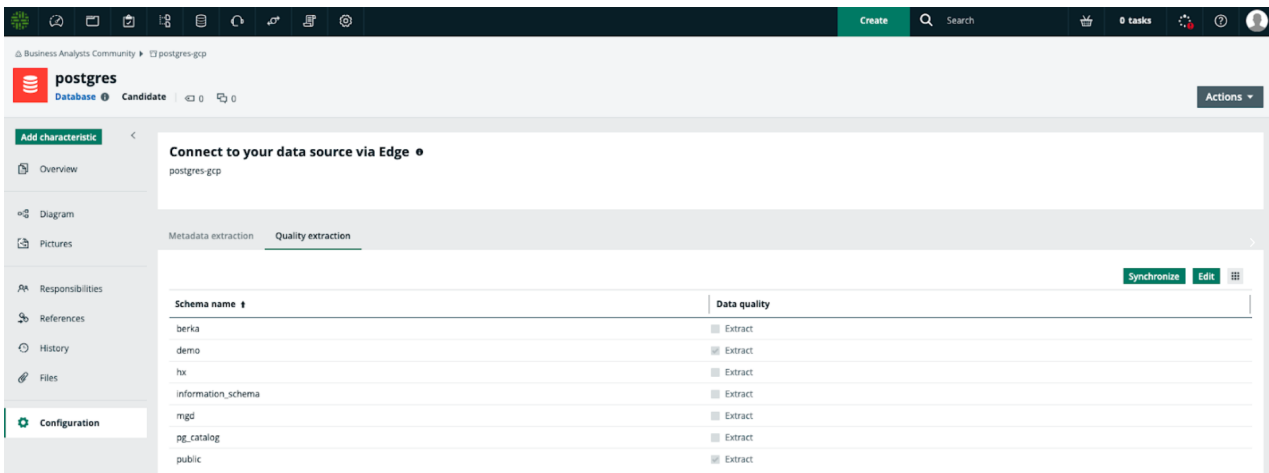 Create
Search
0 tasks
Business Analysts Community
postgres-gcp
postgres
Database
Candidate
0
0
Actions
Add characteristic
Overview
Diagram
Pictures
Responsibilities
References
History
Files
Configuration
Connect to your data source via Edge
postgres-gcp
Metadata extraction
Quality extraction
Synchronize
Edit
Schema name
Data quality
berka
Extract
demo
Extract
hx
Extract
information_schema
Extract
mgd
Extract
pg_catalog
Extract
public
Extract